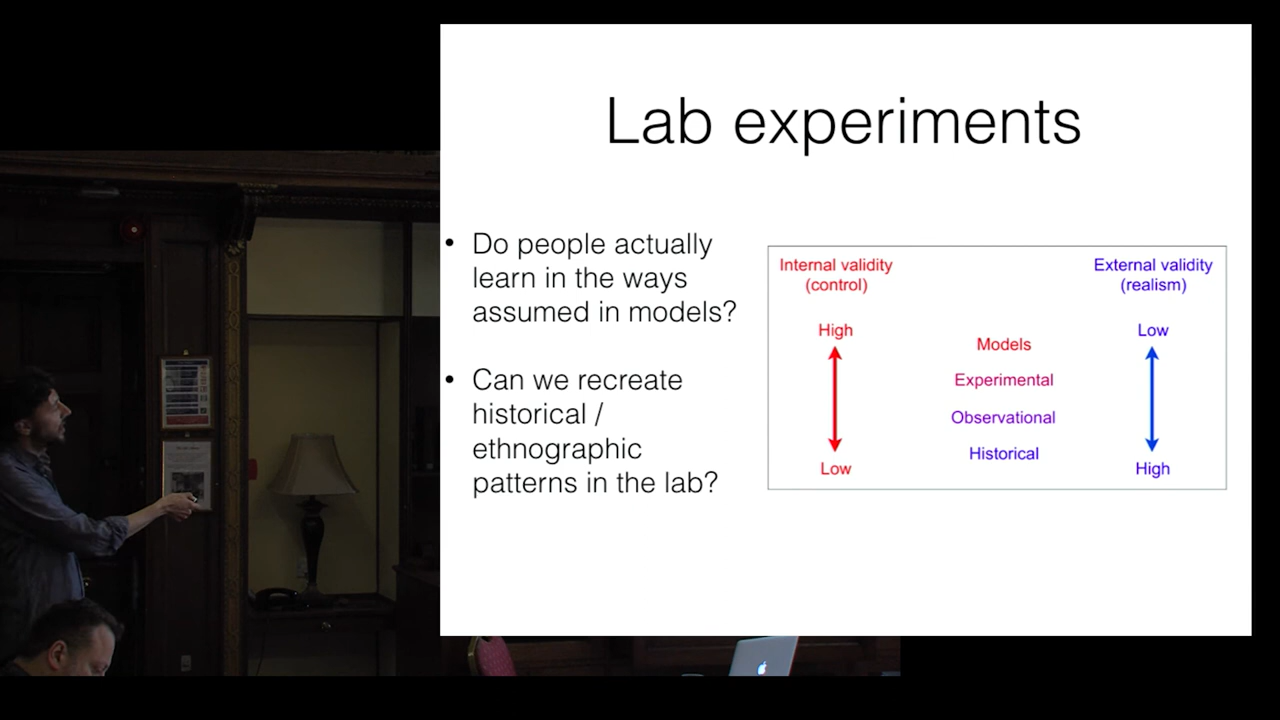 Lab experiments
• Do people actually
learn in the ways
assumed in models?
• Can we recreate
historical /
ethnographic
patterns in the lab?
Internal validity
(control)
High
Low
Models
Experimental
Observational
Historical
External validity
(realism)
Low
High